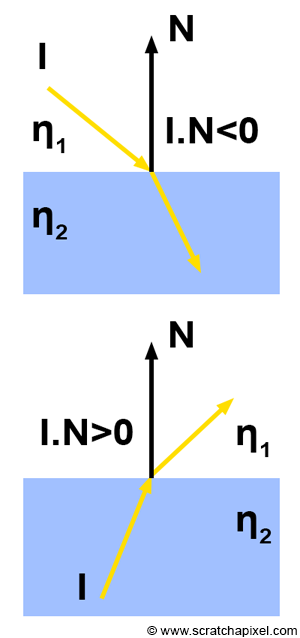 N
I
η1
I.N<0
η2
N
I.N>0
η1
η2
I
© www.scratchapixel.com